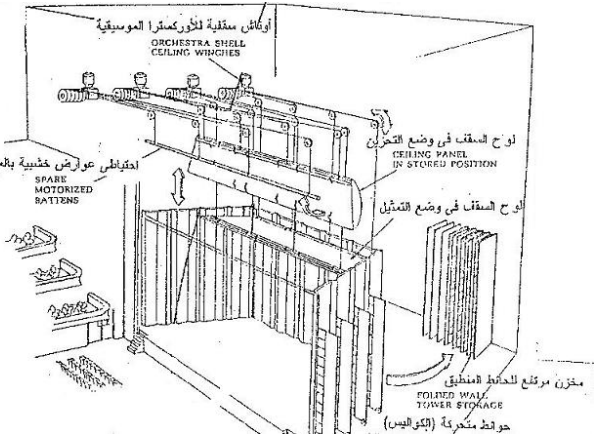 أوناش سقفية للأوركسترا الموسيقية
ORCHESTRA SHELL
CEILING WINCHES
لوح السقف فى وضع التخزين
CEILING PANEL
IN STORED POSITION
احتياطى عوارض خشبية
SPARE
MOTORIZED
BATTENS
لوح السقف فى وضع التمثيل
مخزن مرتفع للحائط المنطبق
FOLDED WALL
TOWER STORAGE
حوائط متحركة (الكواليس)